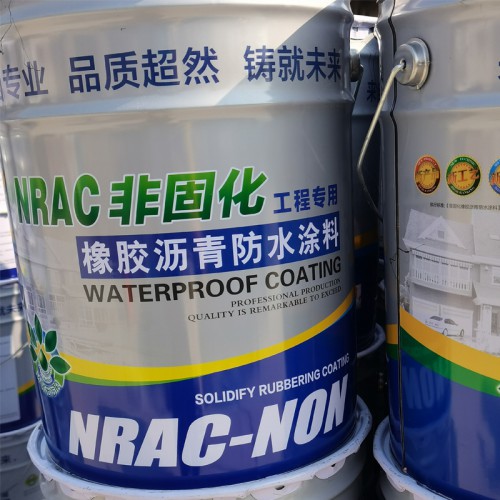 专业 品质超然 铸就未来
NRAC 非固化 工程专用
橡胶沥青防水涂料
WATERPROOF COATING
PROFESSIONAL PRODUCTION
QUALITY IS REMARKABLE TO EXCEED
SOLIDIFY RUBBERING COATING
NRAC-NON